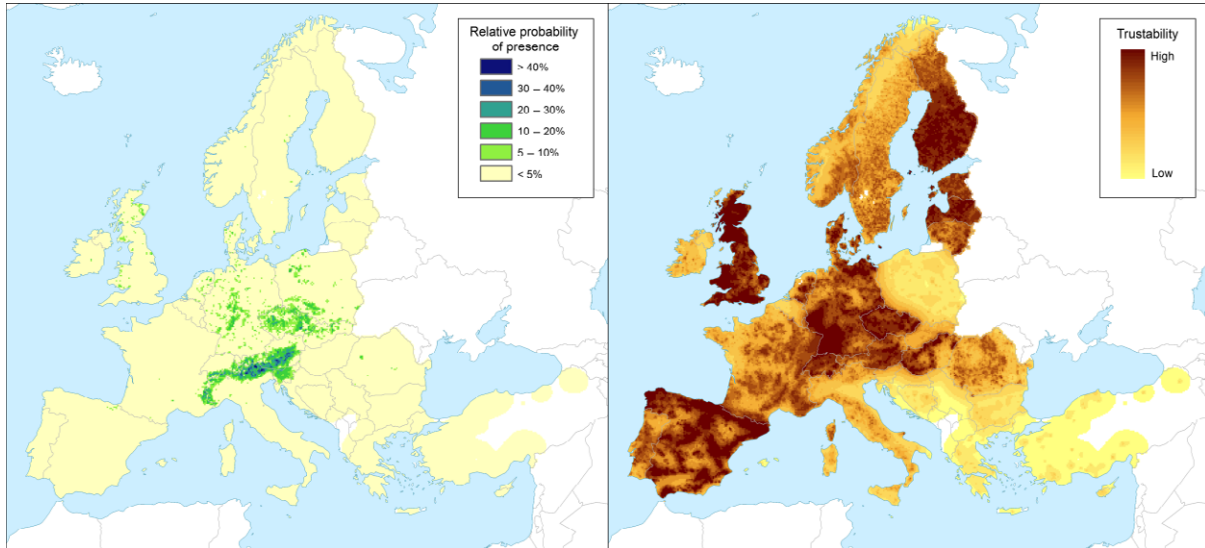 Relative probability
of presence
> 40%
30 – 40%
20 – 30%
10 – 20%
5 – 10%
< 5%
Trustability
High
Low